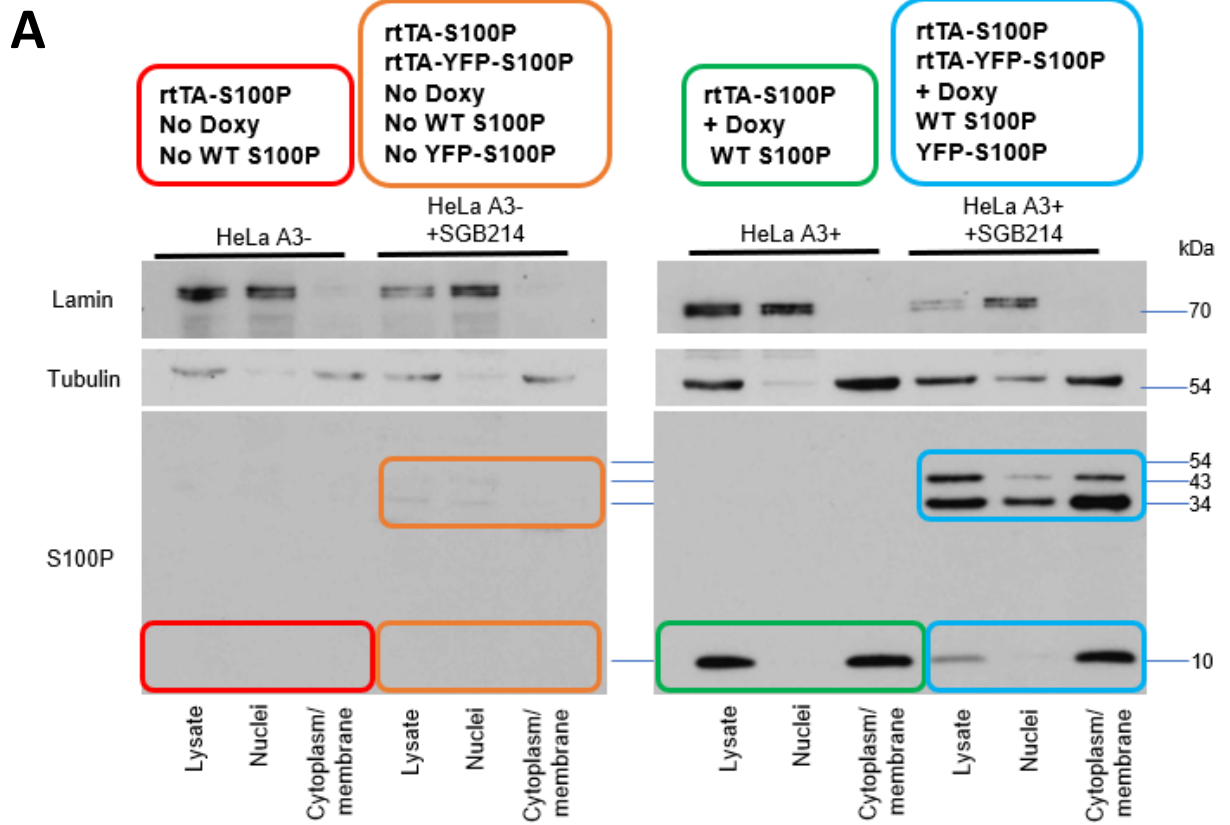 A
rtTA-S100P
No Doxy
No WT S100P
rtTA-S100P
rtTA-YFP-S100P
No Doxy
No WT S100P
No YFP-S100P
rtTA-S100P
+ Doxy
WT S100P
rtTA-S100P
rtTA-YFP-S100P
+ Doxy
WT S100P
YFP-S100P
HeLa A3-
HeLa A3-
+SGB214
HeLa A3+
HeLa A3+
+SGB214
kDa
Lamin
70
Tubulin
54
54
43
34
S100P
10
Lysate
Nuclei
Cytoplasm/
membrane
Lysate
Nuclei
Cytoplasm/
membrane
Lysate
Nuclei
Cytoplasm/
membrane
Lysate
Nuclei
Cytoplasm/
membrane